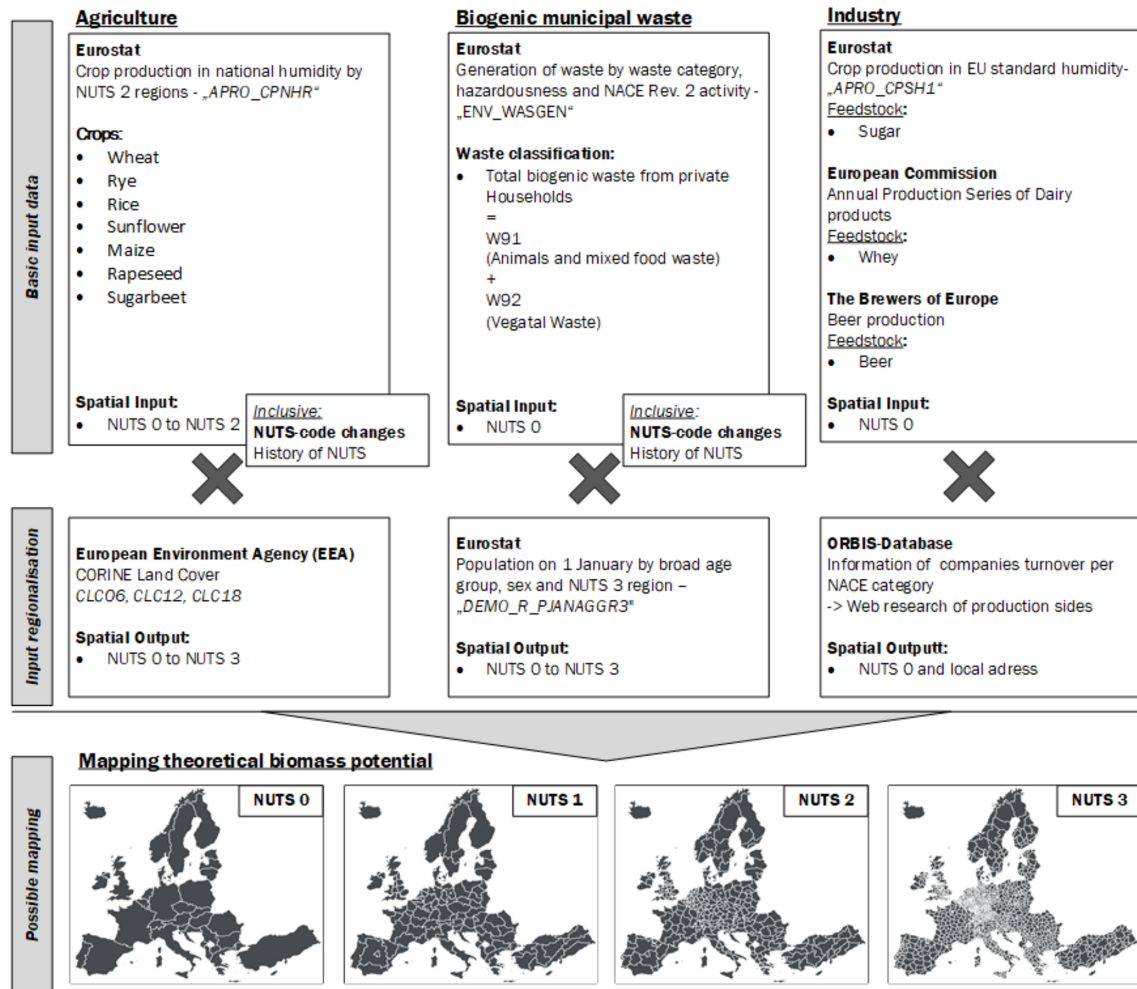 Agriculture
Eurostat
Crop production in national humidity by
NUTS 2 regions - „APRO_CPNHR“
Crops:
• Wheat
• Rye
• Rice
• Sunflower
• Maize
• Rapeseed
• Sugarbeet
Spatial Input:
• NUTS 0 to NUTS 2
Inclusive:
NUTS-code changes
History of NUTS
Biogenic municipal waste
Eurostat
Generation of waste by waste category,
hazardousness and NACE Rev. 2 activity -
„ENV_WASGEN“
Waste classification:
• Total biogenic waste from private
Households
=
W91
(Animals and mixed food waste)
+
W92
(Vegatal Waste)
Spatial Input:
• NUTS 0
Inclusive:
NUTS-code changes
History of NUTS
Industry
Eurostat
Crop production in EU standard humidity-
„APRO_CPSH1“
Feedstock:
• Sugar
European Commission
Annual Production Series of Dairy
products
Feedstock:
• Whey
The Brewers of Europe
Beer production
Feedstock:
• Beer
Spatial Input:
• NUTS 0
Basic input data
European Environment Agency (EEA)
CORINE Land Cover
CLC06, CLC12, CLC18
Spatial Output:
• NUTS 0 to NUTS 3
Eurostat
Population on 1 January by broad age
group, sex and NUTS 3 region –
„DEMO_R_PJANAGGR3"
Spatial Output:
• NUTS 0 to NUTS 3
ORBIS-Database
Information of companies turnover per
NACE category
-> Web research of production sides
Spatial Outputt:
• NUTS 0 and local adress
Input regionalisation
Mapping theoretical biomass potential
NUTS 0
NUTS 1
NUTS 2
NUTS 3
Possible mapping